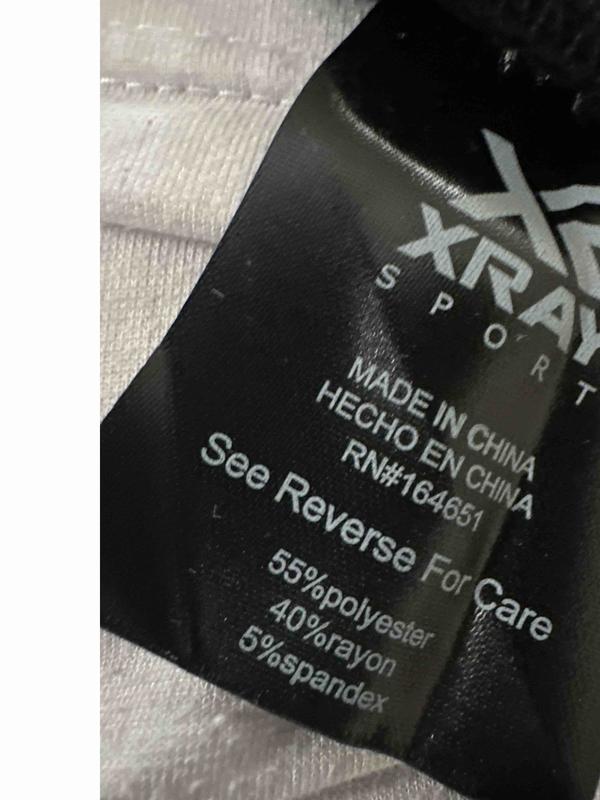 XRAY
SPORT
MADE IN CHINA
HECHO EN CHINA
RN#164651
See Reverse For Care
55%polyester
40%rayon
5%spandex